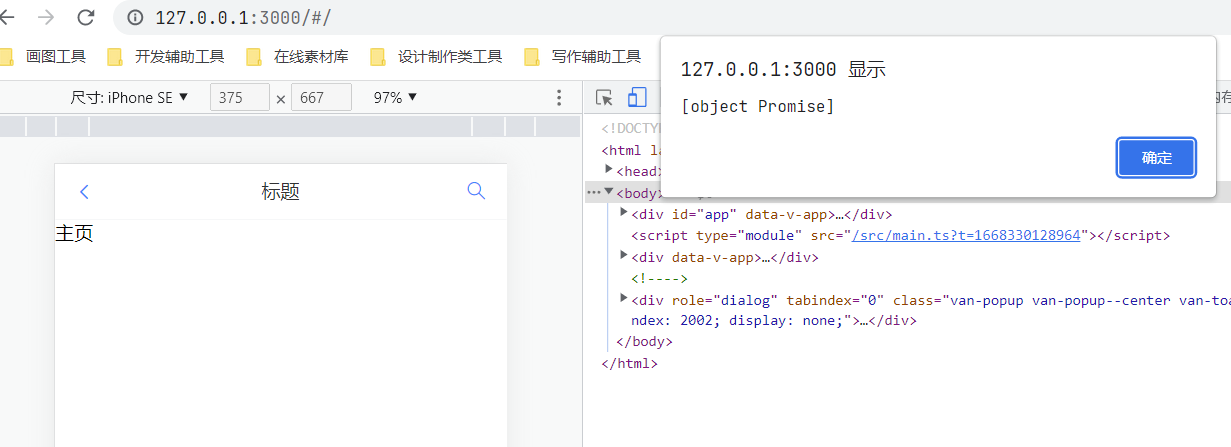 127.0.0.1:3000/#/
画图工具 开发辅助工具 在线素材库 设计制作类工具 写作辅助工具
127.0.0.1:3000 显示
[object Promise]
确定
尺寸: iPhone SE ▼ 375 × 667 97% ▼
标题
主页
<!DOCTYP
<html la
<head>
<body>
<div id="app" data-v-app>…</div>
<script type="module" src="/src/main.ts?t=1668330128964"></script>
<div data-v-app>…</div>
<!---->
<div role="dialog" tabindex="0" class="van-popup van-popup--center van-toa
ndex: 2002; display: none;">…</div>
</body>
</html>